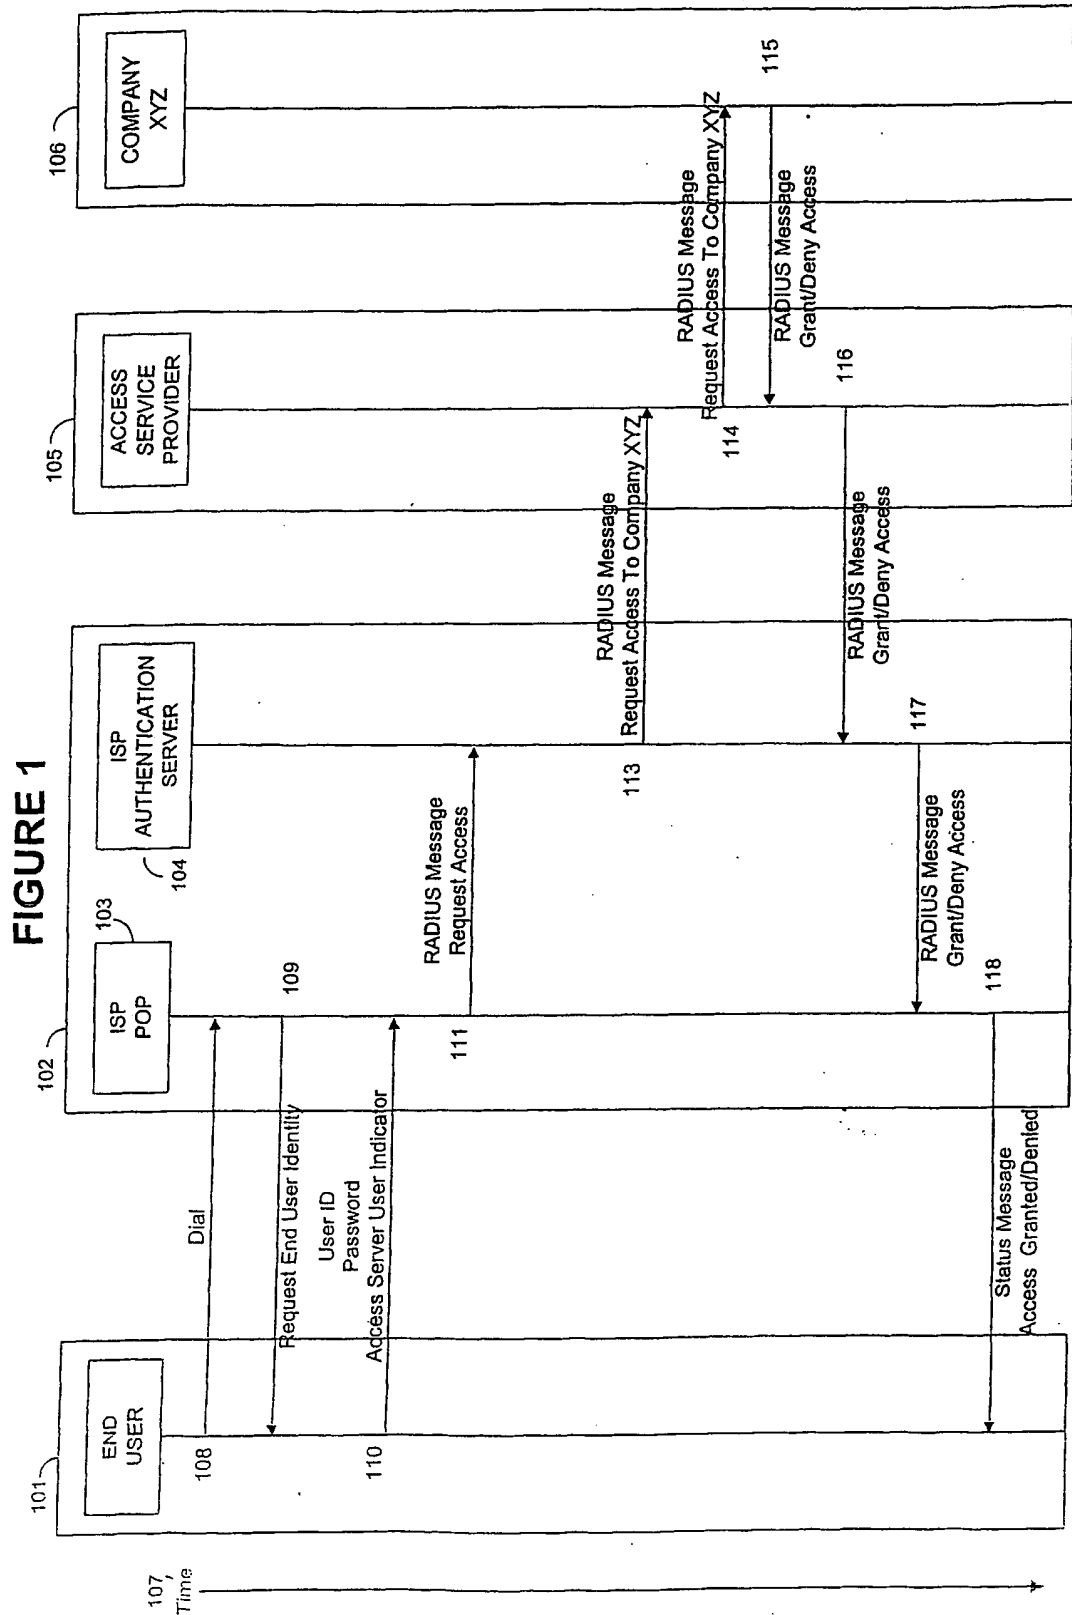 FIGURE 1
101
END
USER
102
103
ISP
POP
104
ISP
AUTHENTICATION
SERVER
105
ACCESS
SERVICE
PROVIDER
106
COMPANY
XYZ
107,
Time
108
Dial
109
Request End User Identity
User ID
Password
Access Server User Indicator
110
RADIUS Message
Request Access
111
RADIUS Message
Request Access To Company XYZ
113
RADIUS Message
Request Access To Company XYZ
114
115
RADIUS Message
Grant/Deny Access
116
RADIUS Message
Grant/Deny Access
117
RADIUS Message
Grant/Deny Access
118
Status Message
Access Granted/Denied